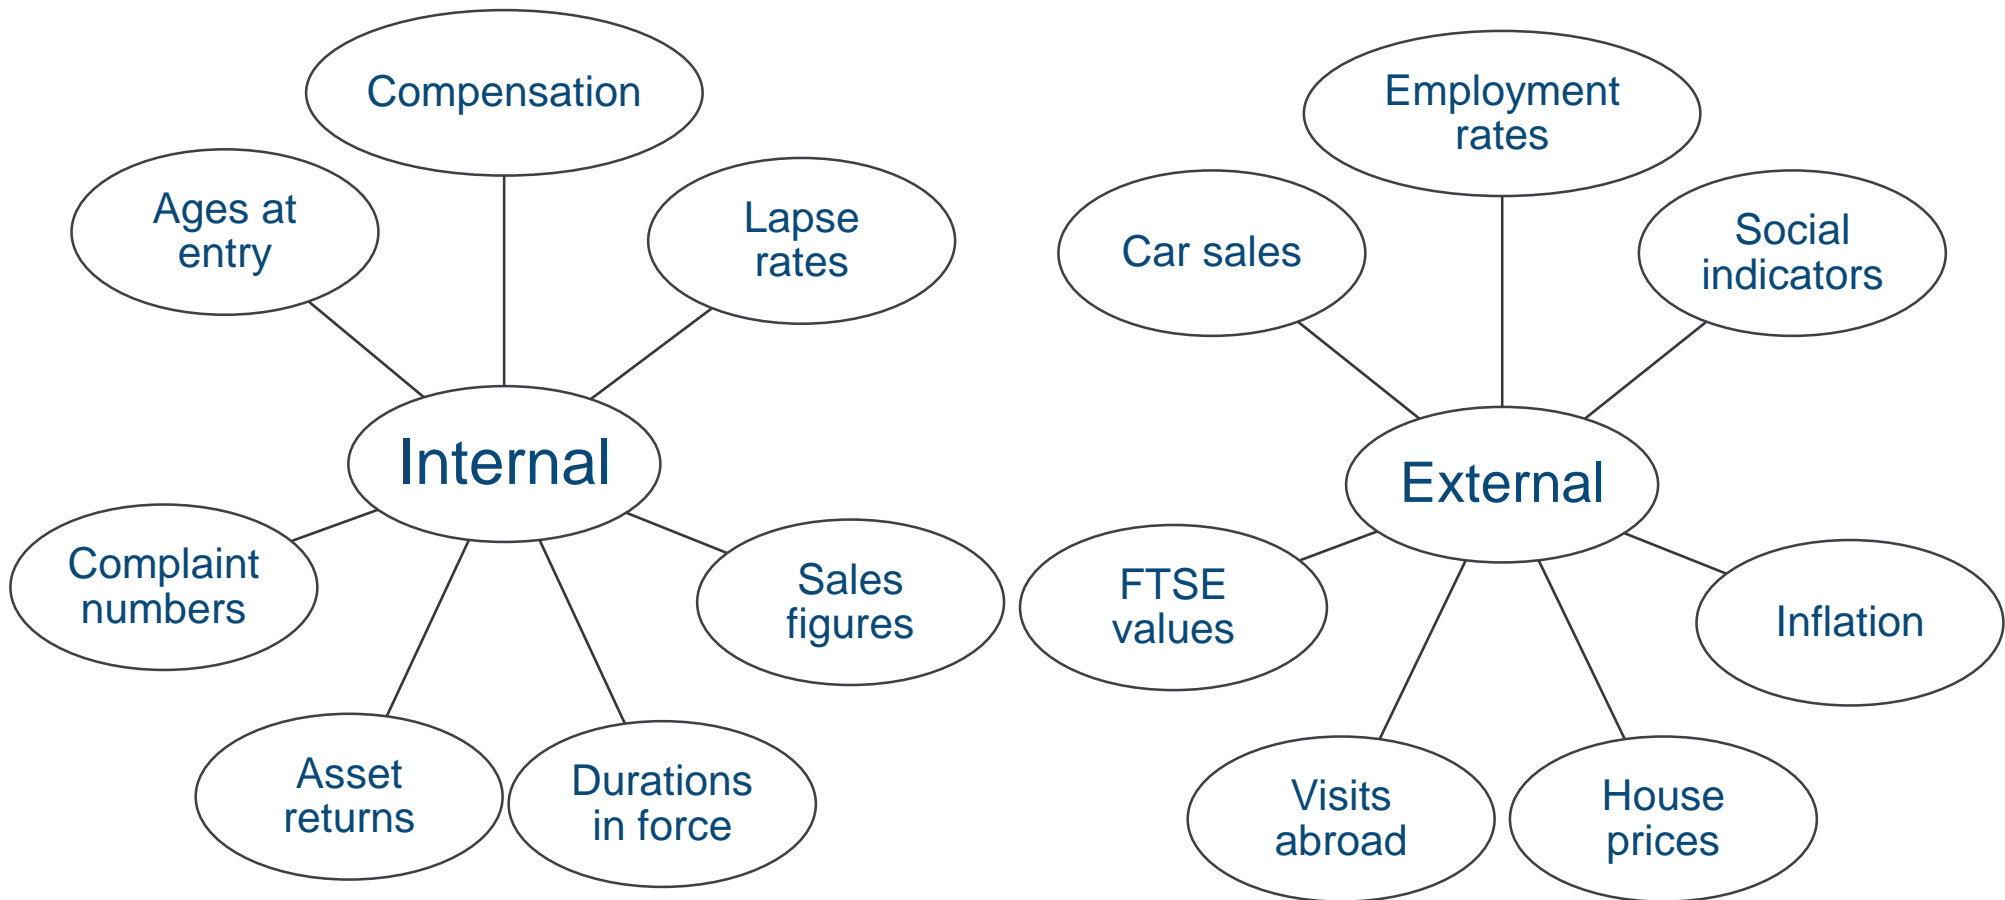 Compensation
Ages at
entry
Lapse
rates
Internal
Complaint
numbers
Sales
figures
Asset
returns
Durations
in force
Employment
rates
Car sales
Social
indicators
External
FTSE
values
Inflation
Visits
abroad
House
prices